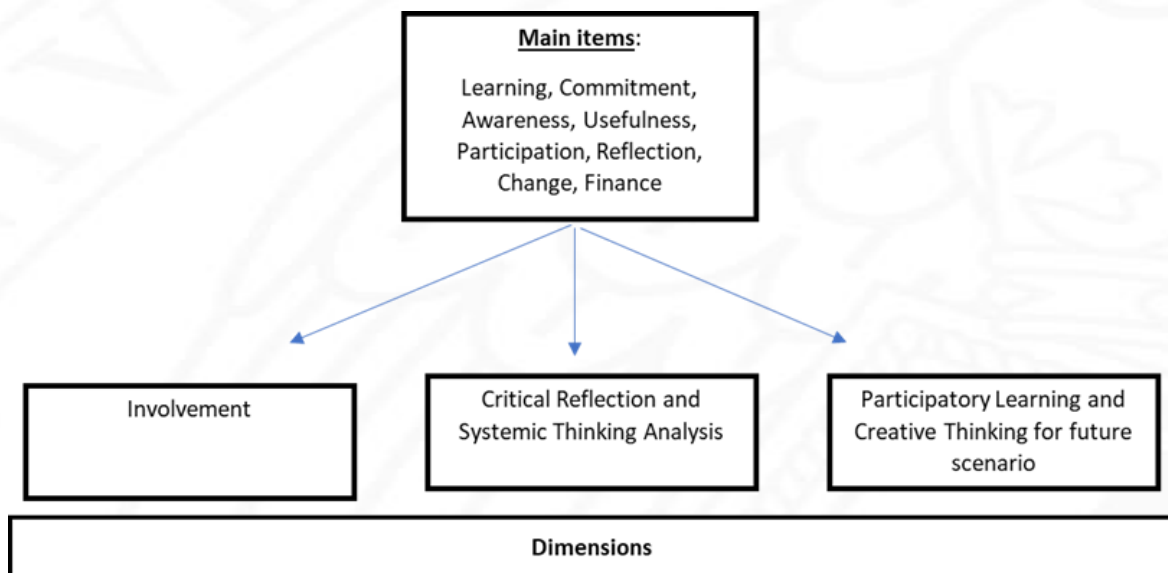 Main items:
Learning, Commitment,
Awareness, Usefulness,
Participation, Reflection,
Change, Finance
Involvement
Critical Reflection and
Systemic Thinking Analysis
Participatory Learning and
Creative Thinking for future
scenario
Dimensions